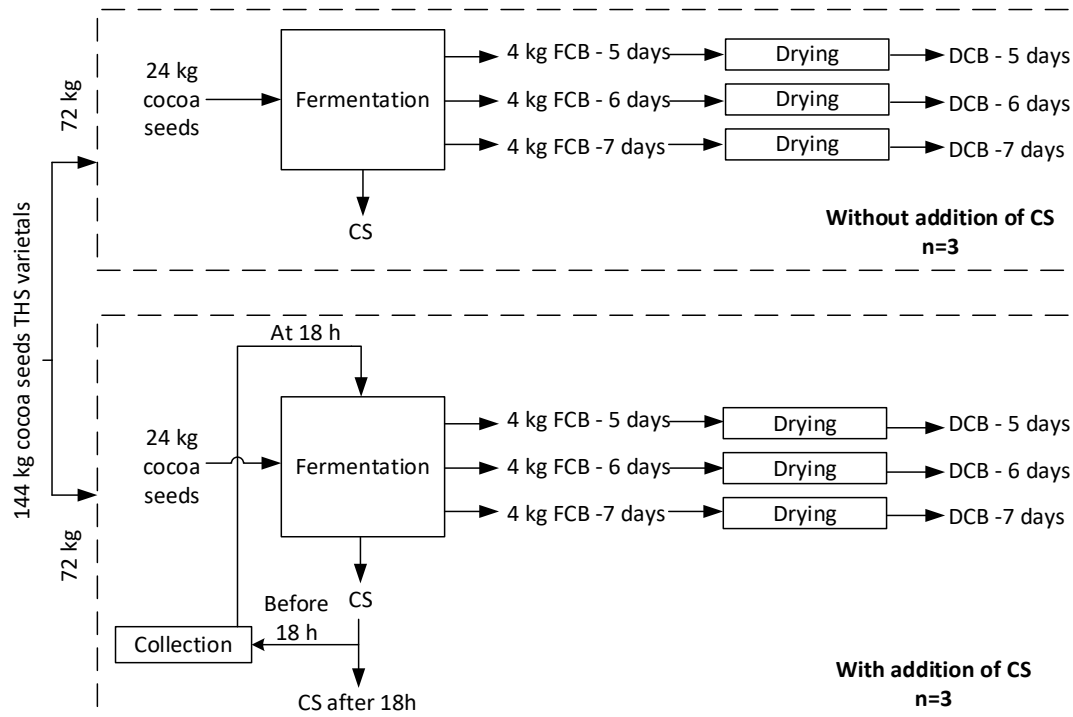 144 kg cocoa seeds THS varietals
72 kg
24 kg
cocoa
seeds
Fermentation
CS
4 kg FCB - 5 days
Drying
DCB - 5 days
4 kg FCB - 6 days
Drying
DCB - 6 days
4 kg FCB -7 days
Drying
DCB -7 days
Without addition of CS
n=3
72 kg
At 18 h
24 kg
cocoa
seeds
Fermentation
4 kg FCB - 5 days
Drying
DCB - 5 days
4 kg FCB - 6 days
Drying
DCB - 6 days
4 kg FCB -7 days
Drying
DCB -7 days
CS
Before
18 h
Collection
CS after 18h
With addition of CS
n=3